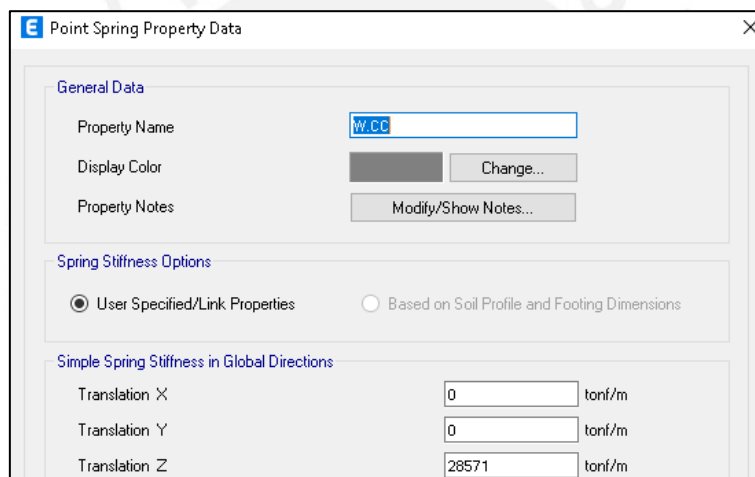 E Point Spring Property Data
General Data
Property Name W.CC
Display Color Change...
Property Notes Modify/Show Notes...
Spring Stiffness Options
User Specified/Link Properties Based on Soil Profile and Footing Dimensions
Simple Spring Stiffness in Global Directions
Translation X 0 tonf/m
Translation Y 0 tonf/m
Translation Z 28571 tonf/m